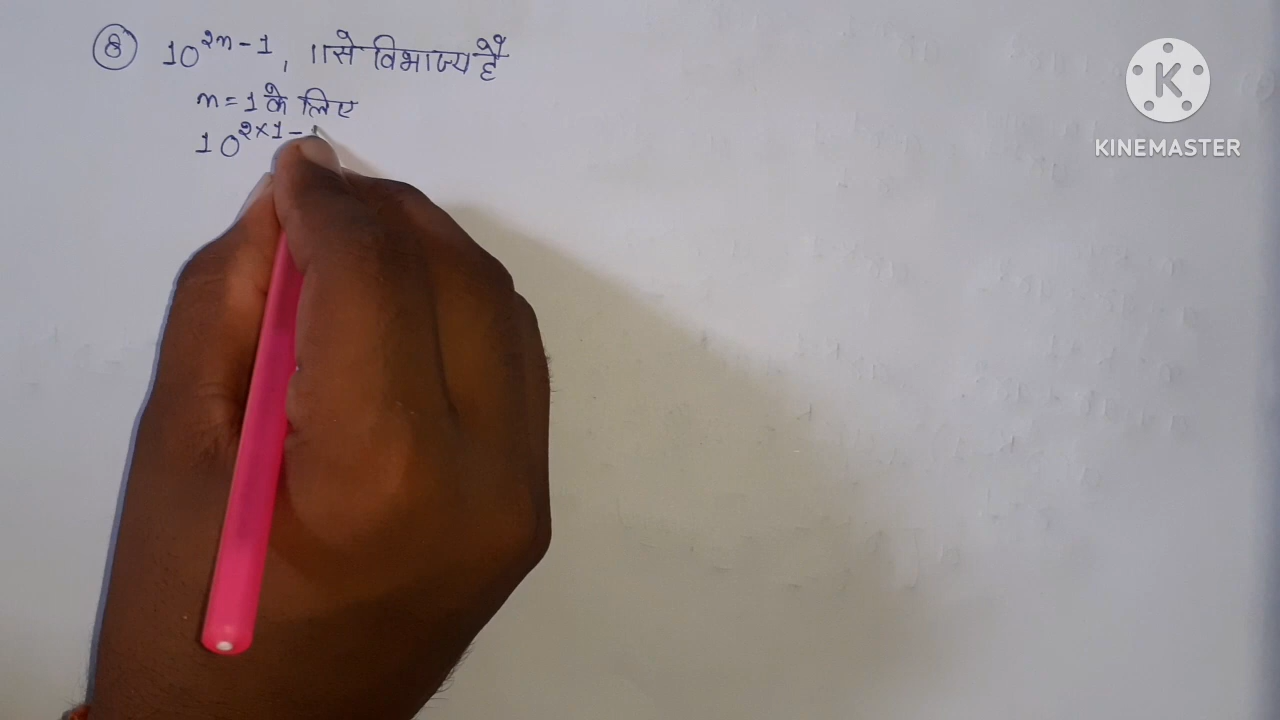 ⑧ 10^2n-1, 11 से विभाज्य है
n = 1 के लिए
10^2×1-
KINEMASTER